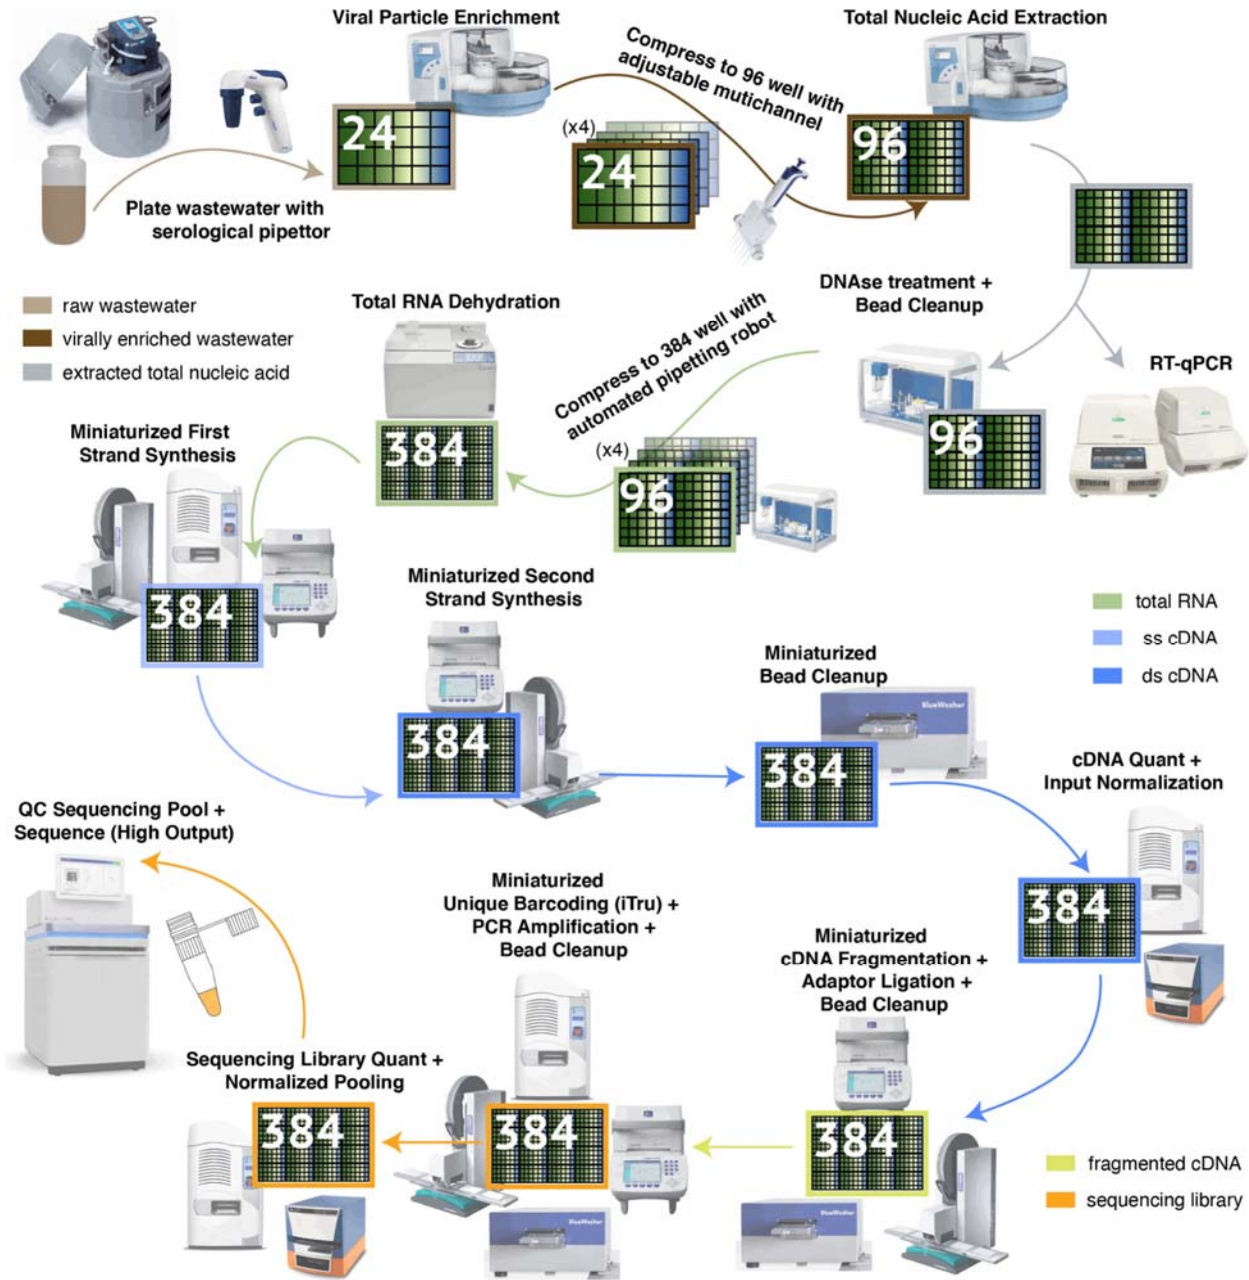 Viral Particle Enrichment
Total Nucleic Acid Extraction
Compress to 96 well with
adjustable mutichannel
24
(x4)
24
96
Plate wastewater with
serological pipettor
raw wastewater
virally enriched wastewater
extracted total nucleic acid
Total RNA Dehydration
384
Compress to 384 well with
automated pipetting robot
(x4)
96
DNAse treatment +
Bead Cleanup
96
RT-qPCR
Miniaturized First
Strand Synthesis
384
Miniaturized Second
Strand Synthesis
384
Miniaturized
Bead Cleanup
BlueWasher
384
total RNA
ss cDNA
ds cDNA
cDNA Quant +
Input Normalization
384
QC Sequencing Pool +
Sequence (High Output)
Miniaturized
Unique Barcoding (iTru) +
PCR Amplification +
Bead Cleanup
384
BlueWasher
Miniaturized
cDNA Fragmentation +
Adaptor Ligation +
Bead Cleanup
384
BlueWasher
Sequencing Library Quant +
Normalized Pooling
384
fragmented cDNA
sequencing library